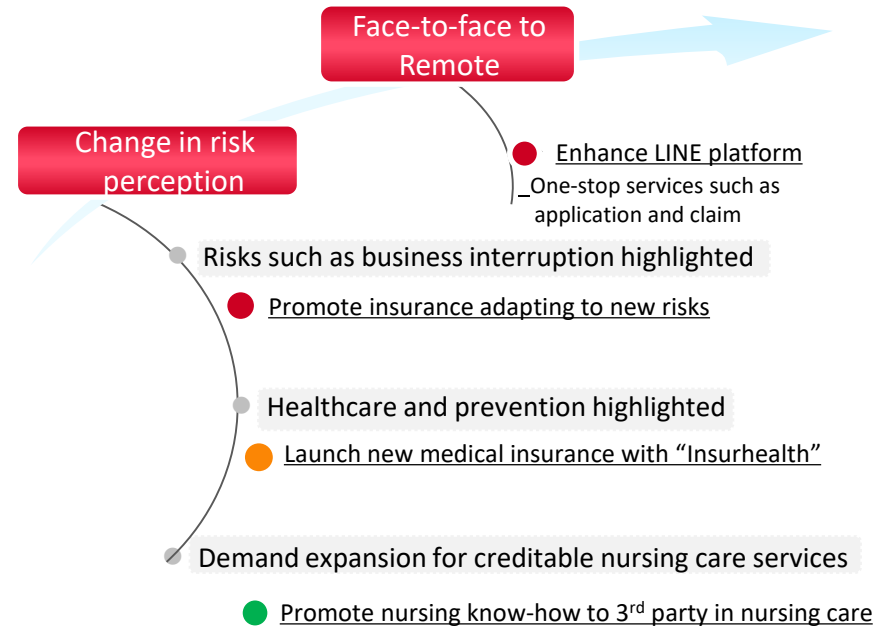 Face-to-face to
Remote
Change in risk
perception
Enhance LINE platform
One-stop services such as
application and claim
Risks such as business interruption highlighted
Promote insurance adapting to new risks
Healthcare and prevention highlighted
Launch new medical insurance with “Insurhealth”
Demand expansion for creditable nursing care services
Promote nursing know-how to 3rd party in nursing care